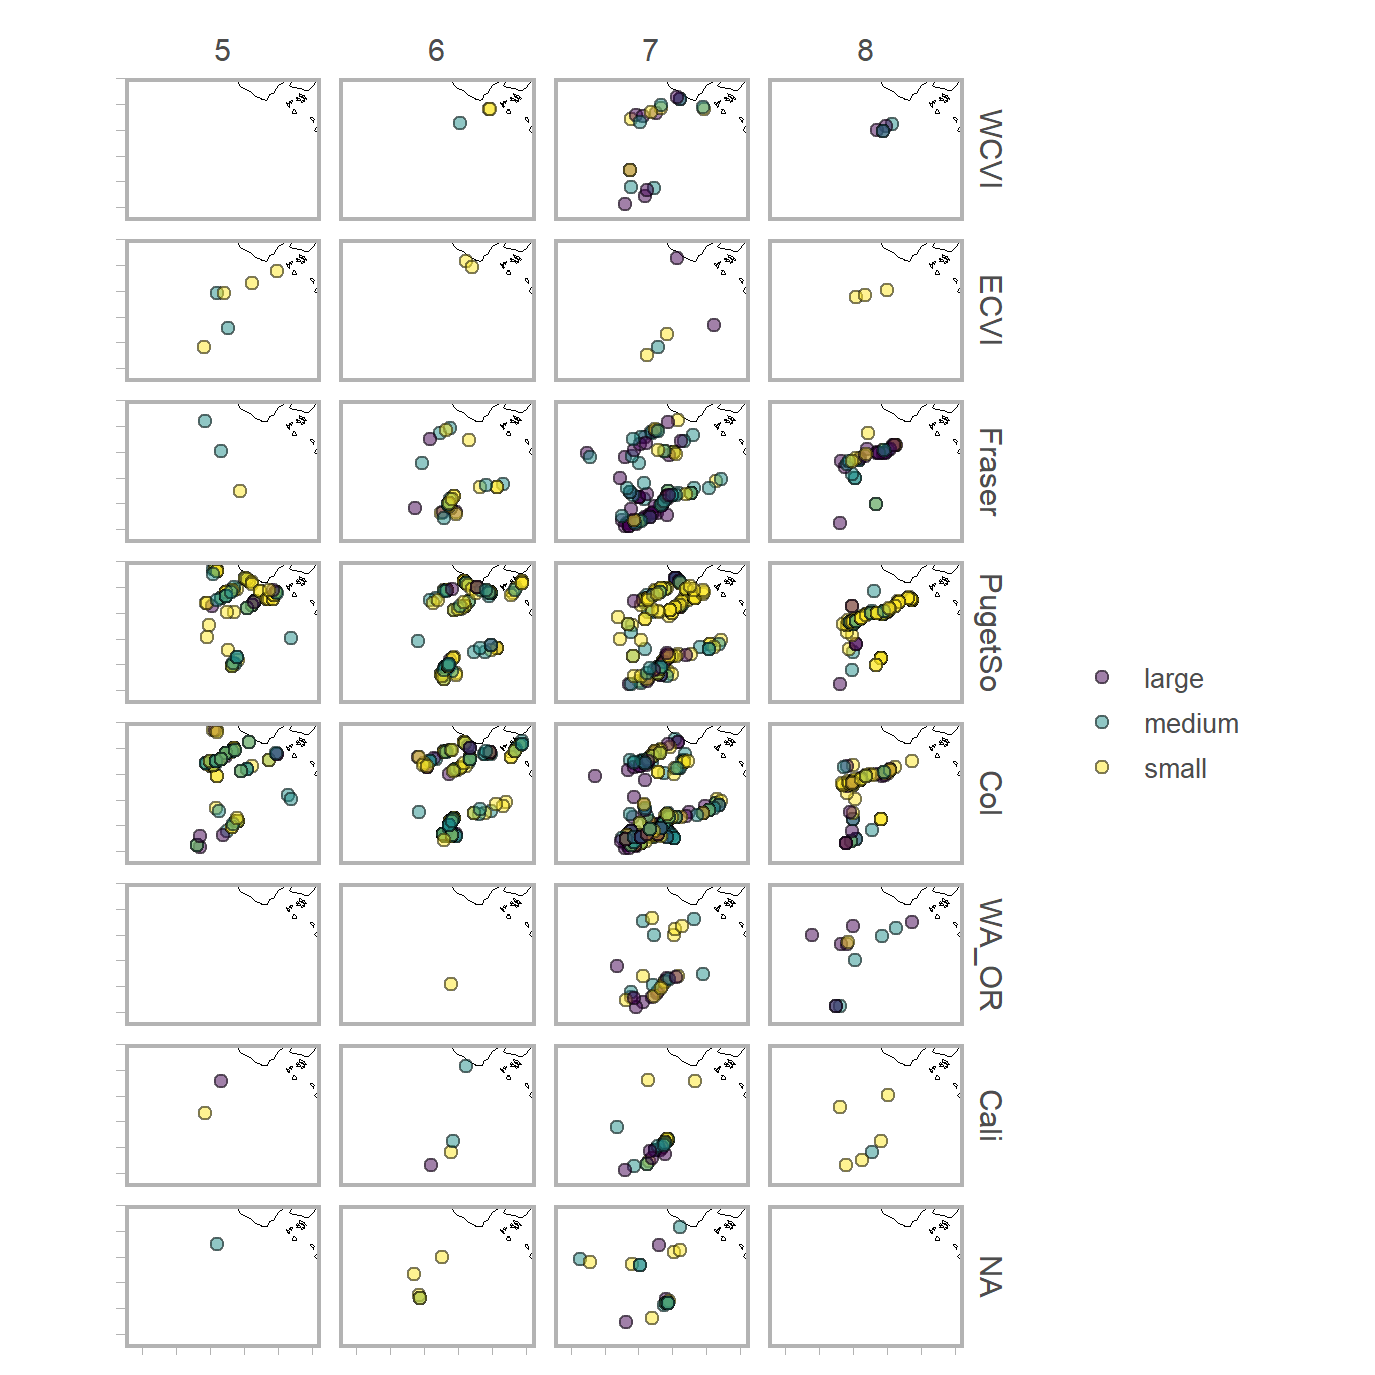 5 6 7 8
WCVI
ECVI
Fraser
PugetSo
Col
WA_OR
Cali
NA
large
medium
small